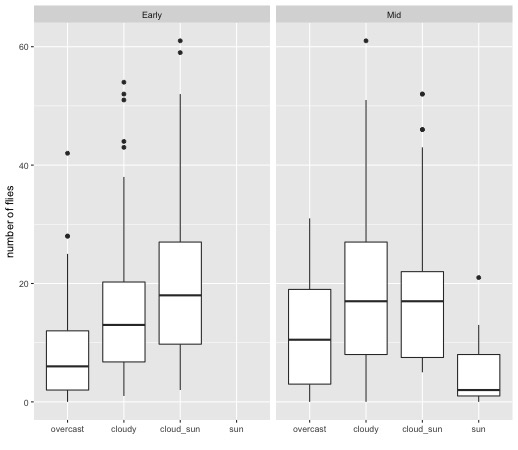 Early Mid
number of flies
60
40
20
0
overcast cloudy cloud_sun sun overcast cloudy cloud_sun sun